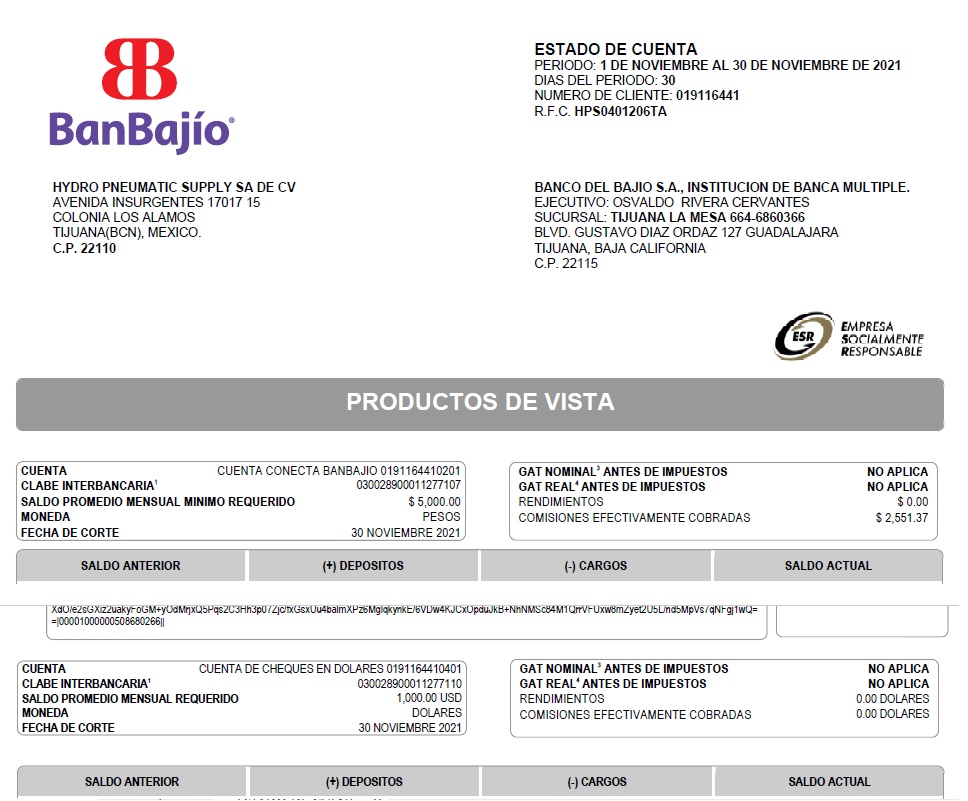 BanBajío®
ESTADO DE CUENTA
PERIODO: 1 DE NOVIEMBRE AL 30 DE NOVIEMBRE DE 2021
DIAS DEL PERIODO: 30
NUMERO DE CLIENTE: 019116441
R.F.C. HPS0401206TA
HYDRO PNEUMATIC SUPPLY SA DE CV
AVENIDA INSURGENTES 17017 15
COLONIA LOS ALAMOS
TIJUANA(BCN), MEXICO.
C.P. 22110
BANCO DEL BAJIO S.A., INSTITUCION DE BANCA MULTIPLE.
EJECUTIVO: OSVALDO RIVERA CERVANTES
SUCURSAL: TIJUANA LA MESA 664-6860366
BLVD. GUSTAVO DIAZ ORDAZ 127 GUADALAJARA
TIJUANA, BAJA CALIFORNIA
C.P. 22115
ESR EMPRESA
SOCIALMENTE
RESPONSABLE
PRODUCTOS DE VISTA
CUENTA CUENTA CONECTA BANBAJIO 0191164410201
CLABE INTERBANCARIA¹ 030028900011277107
SALDO PROMEDIO MENSUAL MINIMO REQUERIDO $ 5,000.00
MONEDA PESOS
FECHA DE CORTE 30 NOVIEMBRE 2021
GAT NOMINAL³ ANTES DE IMPUESTOS NO APLICA
GAT REAL⁴ ANTES DE IMPUESTOS NO APLICA
RENDIMIENTOS $ 0.00
COMISIONES EFECTIVAMENTE COBRADAS $ 2,551.37
SALDO ANTERIOR (+) DEPOSITOS (-) CARGOS SALDO ACTUAL
=|00001000000508680266||
CUENTA CUENTA DE CHEQUES EN DOLARES 0191164410401
CLABE INTERBANCARIA¹ 030028900011277110
SALDO PROMEDIO MENSUAL REQUERIDO 1,000.00 USD
MONEDA DOLARES
FECHA DE CORTE 30 NOVIEMBRE 2021
GAT NOMINAL³ ANTES DE IMPUESTOS NO APLICA
GAT REAL⁴ ANTES DE IMPUESTOS NO APLICA
RENDIMIENTOS 0.00 DOLARES
COMISIONES EFECTIVAMENTE COBRADAS 0.00 DOLARES
SALDO ANTERIOR (+) DEPOSITOS (-) CARGOS SALDO ACTUAL